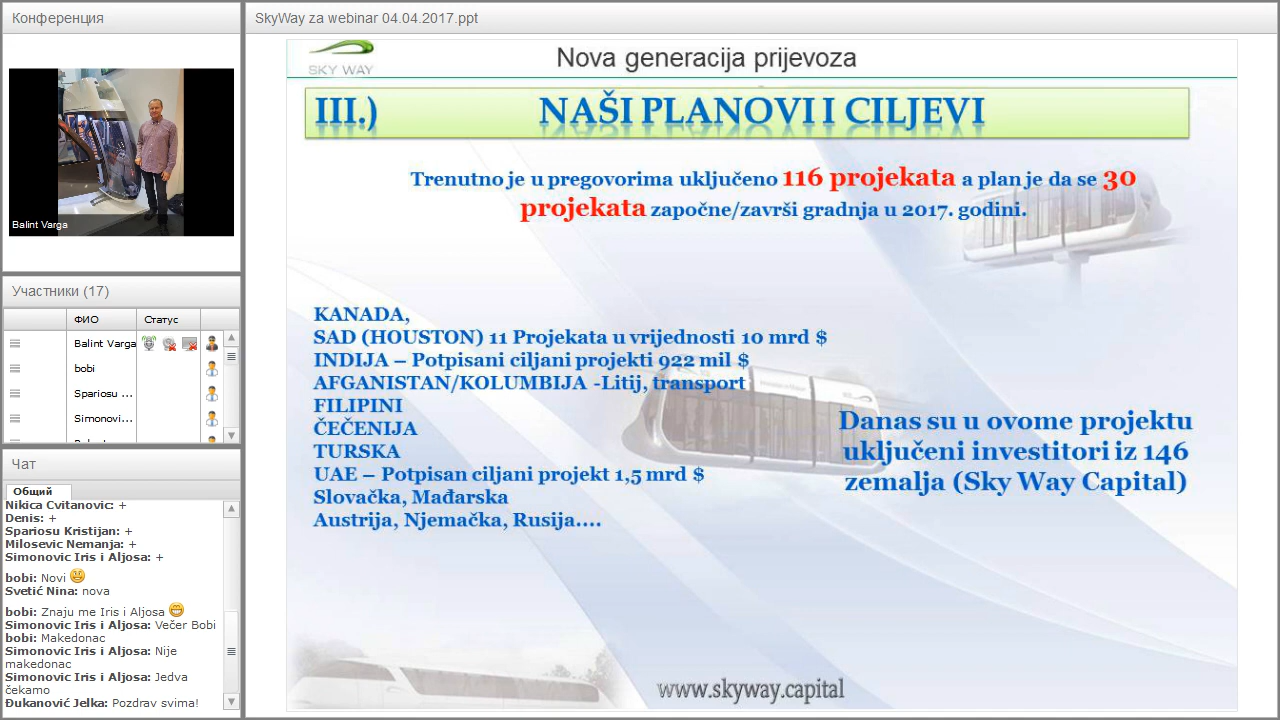 Конференция
Balint Varga
Участники (17)
ФИО
Статус
Balint Varga
bobi
Spariosu ...
Simonovi...
Чат
Общий
Nikica Cvitanovic: +
Denis: +
Spariosu Kristijan: +
Milosevic Nemanja: +
Simonovic Iris i Aljosa: +
bobi: Novi
Svetić Nina: nova
bobi: Znaju me Iris i Aljosa
Simonovic Iris i Aljosa: Večer Bobi
bobi: Makedonac
Simonovic Iris i Aljosa: Nije
makedonac
Simonovic Iris i Aljosa: Jedva
čekamo
Đukanović Jelka: Pozdrav svima!
SkyWay za webinar 04.04.2017.ppt
SKY WAY
Nova generacija prijevoza
III.) NAŠI PLANOVI I CILJEVI
Trenutno je u pregovorima uključeno 116 projekata a plan je da se 30
projekata započne/završi gradnja u 2017. godini.
KANADA,
SAD (HOUSTON) 11 Projekata u vrijednosti 10 mrd $
INDIJA – Potpisani ciljani projekti 922 mil $
AFGANISTAN/KOLUMBIJA -Litij, transport
FILIPINI
ČEČENIJA
TURSKA
UAE – Potpisan ciljani projekt 1,5 mrd $
Slovačka, Mađarska
Austrija, Njemačka, Rusija....
Danas su u ovome projektu
uključeni investitori iz 146
zemalja (Sky Way Capital)
www.skyway.capital